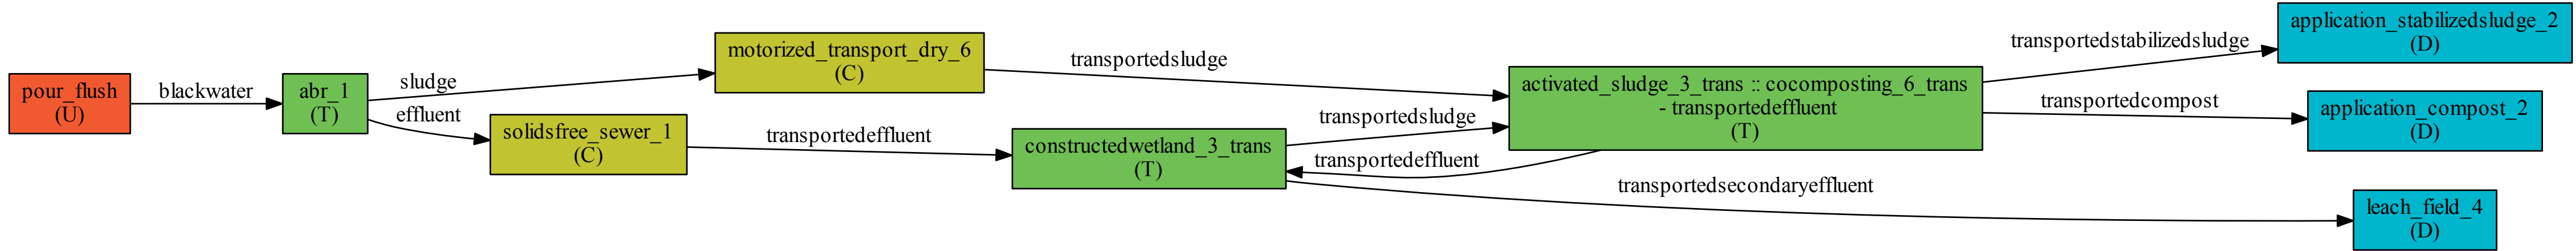 pour_flush
(U)
blackwater
abr_1
(T)
sludge
effluent
motorized_transport_dry_6
(C)
solidsfree_sewer_1
(C)
transportedsludge
transportedeffluent
constructedwetland_3_trans
(T)
transportedsludge
transportedeffluent
activated_sludge_3_trans :: cocomposting_6_trans
- transportedeffluent
(T)
transportedstabilizedsludge
transportedcompost
transportedsecondaryeffluent
application_stabilizedsludge_2
(D)
application_compost_2
(D)
leach_field_4
(D)